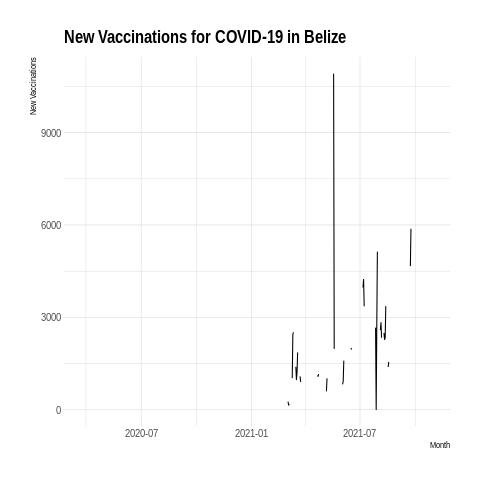 New Vaccinations for COVID-19 in Belize
New Vaccinations
9000
6000
3000
0
2020-07 2021-01 2021-07
Month